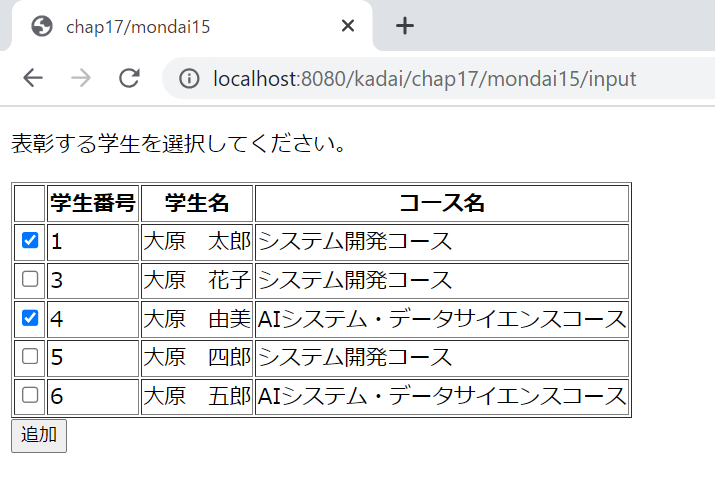 chap17/mondai15
localhost:8080/kadai/chap17/mondai15/input
表彰する学生を選択してください。
学生番号 学生名 コース名
1 大原　太郎 システム開発コース
3 大原　花子 システム開発コース
4 大原　由美 AIシステム・データサイエンスコース
5 大原　四郎 システム開発コース
6 大原　五郎 AIシステム・データサイエンスコース
追加